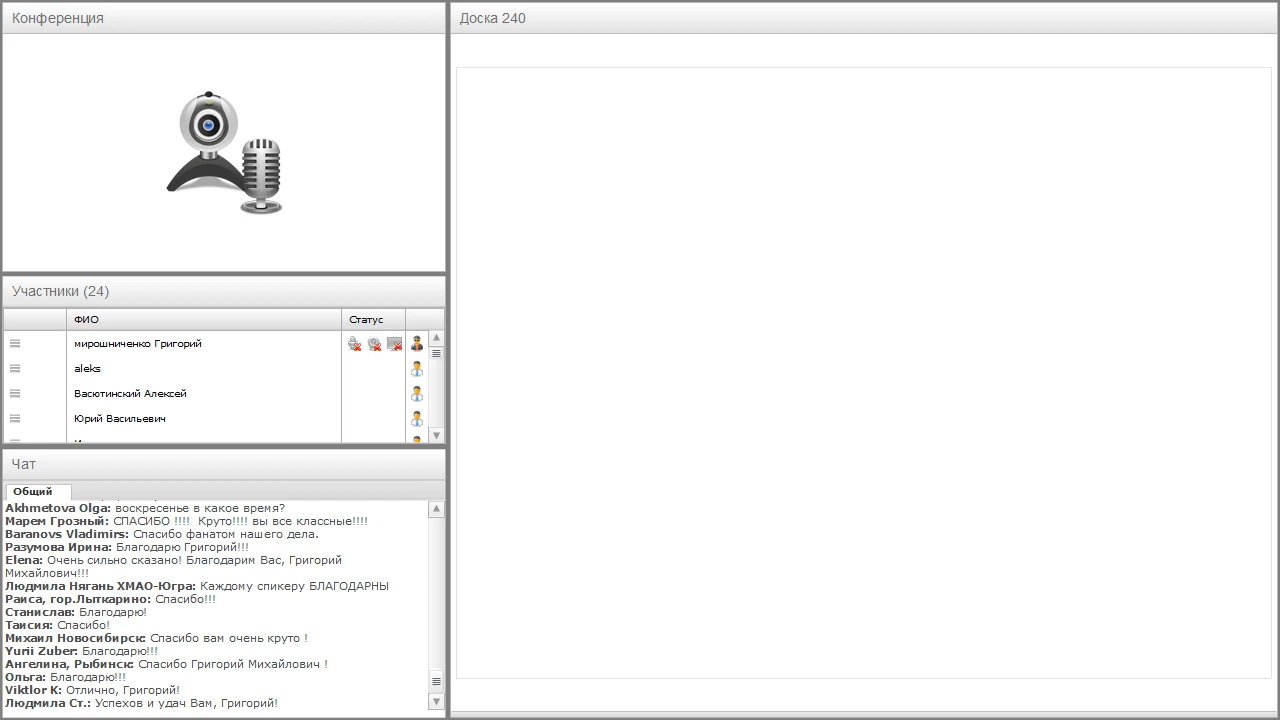 Конференция
Доска 240
Участники (24)
ФИО Статус
мирошниченко Григорий
aleks
Васютинский Алексей
Юрий Васильевич
Чат
Общий
Akhmetova Olga: воскресенье в какое время?
Марем Грозный: СПАСИБО !!!! Круто!!!! вы все классные!!!!
Baranovs Vladimirs: Спасибо фанатом нашего дела.
Разумова Ирина: Благодарю Григорий!!!
Elena: Очень сильно сказано! Благодарим Вас, Григорий
Михайлович!!!
Людмила Нягань ХМАО-Югра: Каждому спикеру БЛАГОДАРНЫ
Раиса, гор.Лыткарино: Спасибо!!!
Станислав: Благодарю!
Таисия: Спасибо!
Михаил Новосибирск: Спасибо вам очень круто !
Yurii Zuber: Благодарю!!!
Ангелина, Рыбинск: Спасибо Григорий Михайлович !
Ольга: Благодарю!!!
Viktlor K: Отлично, Григорий!
Людмила Ст.: Успехов и удач Вам, Григорий!